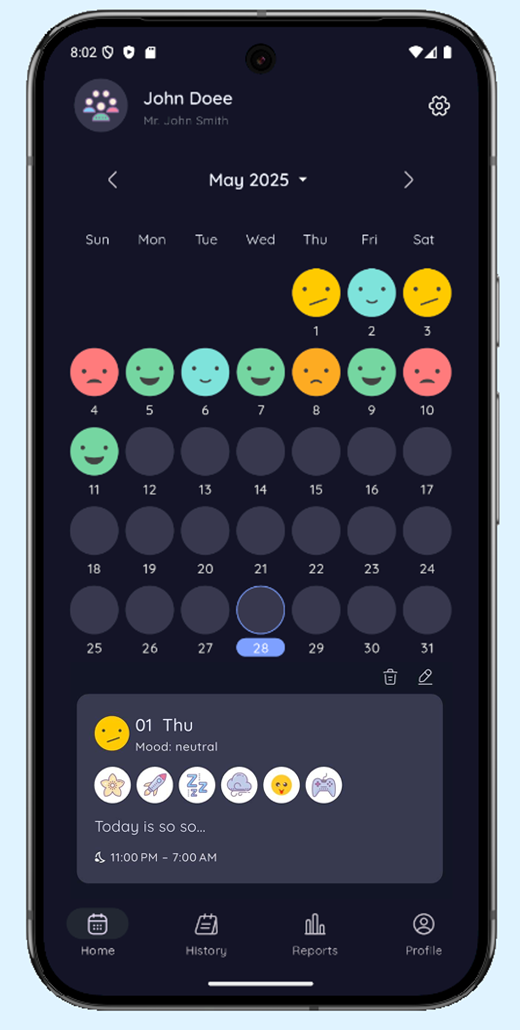 8:02
John Doee
Mr. John Smith
May 2025
Sun Mon Tue Wed Thu Fri Sat
1 2 3
4 5 6 7 8 9 10
11 12 13 14 15 16 17
18 19 20 21 22 23 24
25 26 27 28 29 30 31
01 Thu
Mood: neutral
Today is so so...
11:00 PM – 7:00 AM
Home History Reports Profile